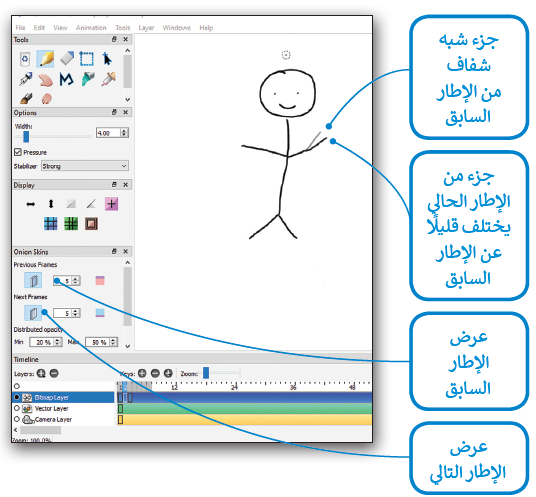 File Edit View Animation Tools Layer Windows Help
Tools
Options
Width:
4.00
Pressure
Stabilizer Strong
Display
Onion Skins
Previous Frames
5
Next Frames
5
Distributed opacity
Min 20 % Max 50 %
Timeline
Layers: Keys: Zoom:
12 24 36 48
Bitmap Layer
Vector Layer
Camera Layer
Zoom: 100.0%
جزء شبه
شفاف
من الإطار
السابق
جزء من
الإطار الحالي
يختلف قليلًا
عن الإطار
السابق
عرض
الإطار
السابق
عرض
الإطار التالي